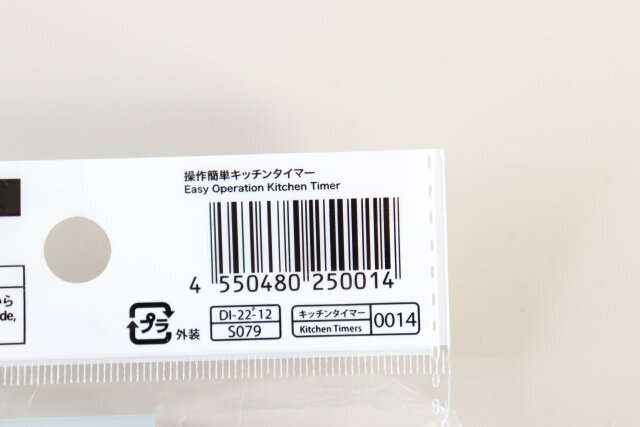 操作簡単キッチンタイマー
Easy Operation Kitchen Timer
4 550480 250014
プラ 外装
DI-22-12
S079
キッチンタイマー
Kitchen Timers
0014
ら
de,